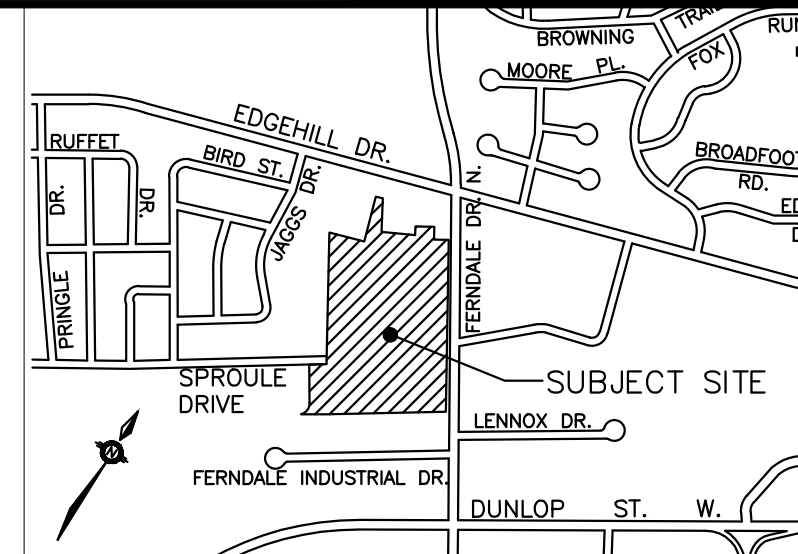 TRAIL
BROWNING
MOORE PL.
FOX
EDGEHILL DR.
RUFFET
DR.
BIRD ST.
JAGGS DR.
DR.
PRINGLE
FERNDALE DR. N.
BROADFOOT
RD.
SUBJECT SITE
SPROULE
DRIVE
LENNOX DR.
N
FERNDALE INDUSTRIAL DR.
DUNLOP ST. W.